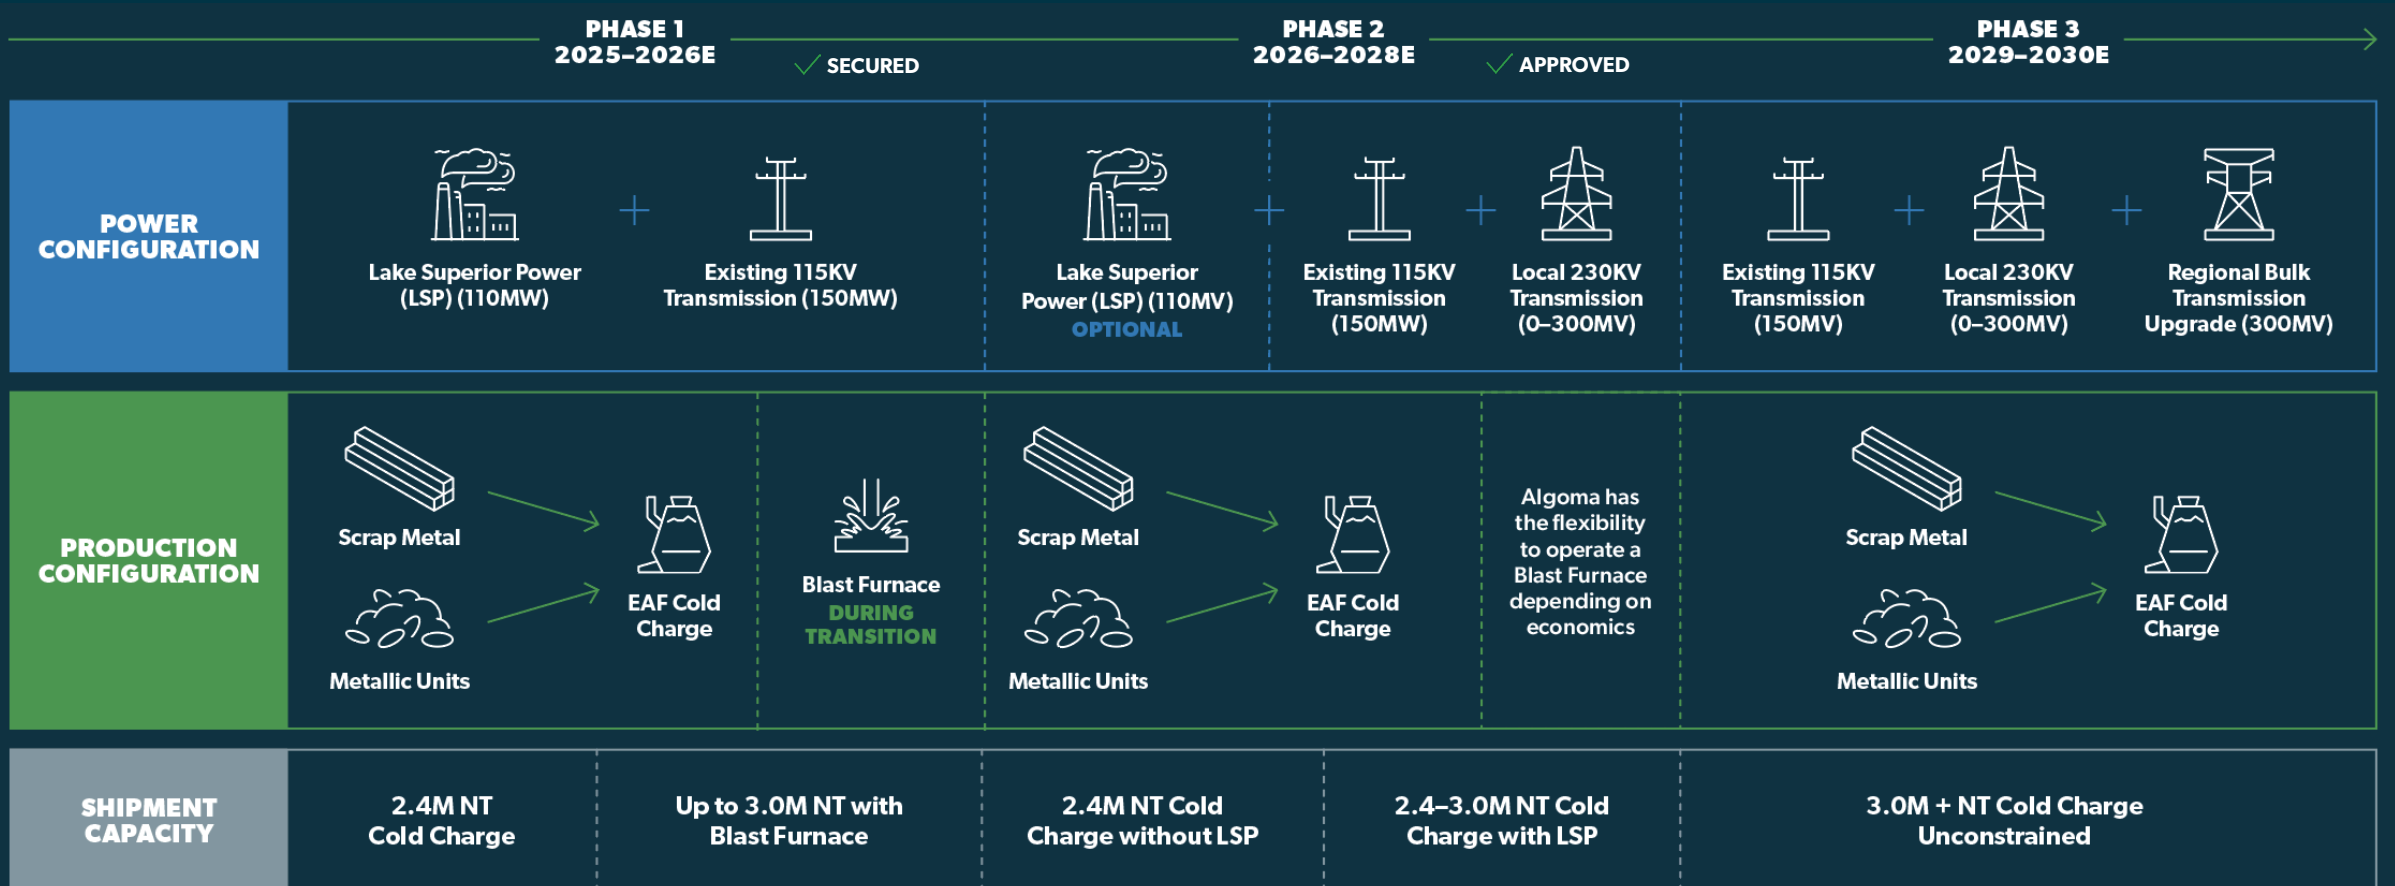 PHASE 1
2025–2026E
SECURED
PHASE 2
2026–2028E
APPROVED
PHASE 3
2029–2030E
POWER
CONFIGURATION
Lake Superior Power
(LSP) (110MW)
Existing 115KV
Transmission (150MW)
Lake Superior
Power (LSP) (110MV)
OPTIONAL
Existing 115KV
Transmission
(150MW)
Local 230KV
Transmission
(0–300MV)
Existing 115KV
Transmission
(150MV)
Local 230KV
Transmission
(0–300MV)
Regional Bulk
Transmission
Upgrade (300MV)
PRODUCTION
CONFIGURATION
Scrap Metal
Metallic Units
EAF Cold
Charge
Blast Furnace
DURING
TRANSITION
Scrap Metal
Metallic Units
EAF Cold
Charge
Algoma has
the flexibility
to operate a
Blast Furnace
depending on
economics
Scrap Metal
Metallic Units
EAF Cold
Charge
SHIPMENT
CAPACITY
2.4M NT
Cold Charge
Up to 3.0M NT with
Blast Furnace
2.4M NT Cold
Charge without LSP
2.4–3.0M NT Cold
Charge with LSP
3.0M + NT Cold Charge
Unconstrained